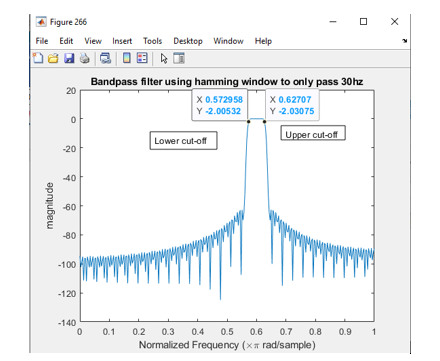 Figure 266
File Edit View Insert Tools Desktop Window Help
Bandpass filter using hamming window to only pass 30hz
X 0.572958
Y -2.00532
X 0.62707
Y -2.03075
Lower cut-off
Upper cut-off
20
0
-20
-40
-60
-80
-100
-120
-140
magnitude
0 0.1 0.2 0.3 0.4 0.5 0.6 0.7 0.8 0.9 1
Normalized Frequency (×π rad/sample)